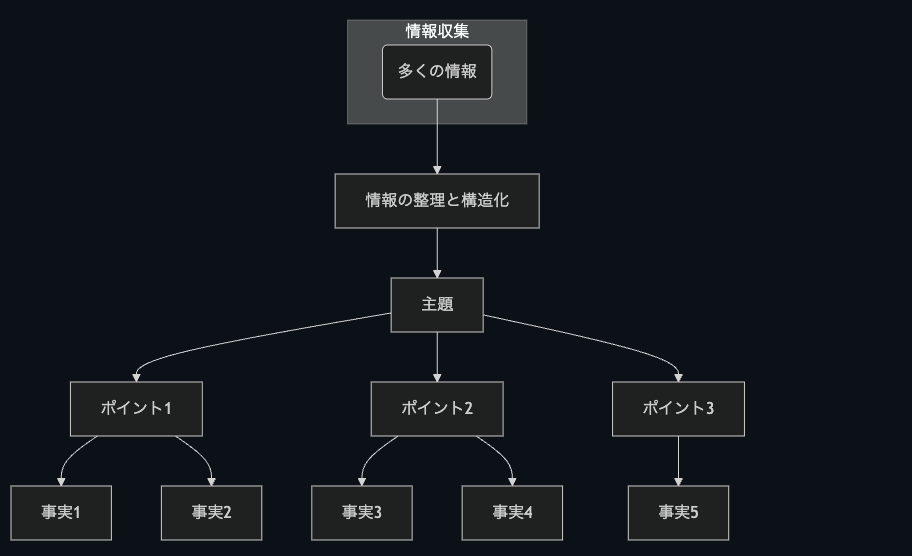 情報収集
多くの情報
情報の整理と構造化
主題
ポイント1
ポイント2
ポイント3
事実1
事実2
事実3
事実4
事実5